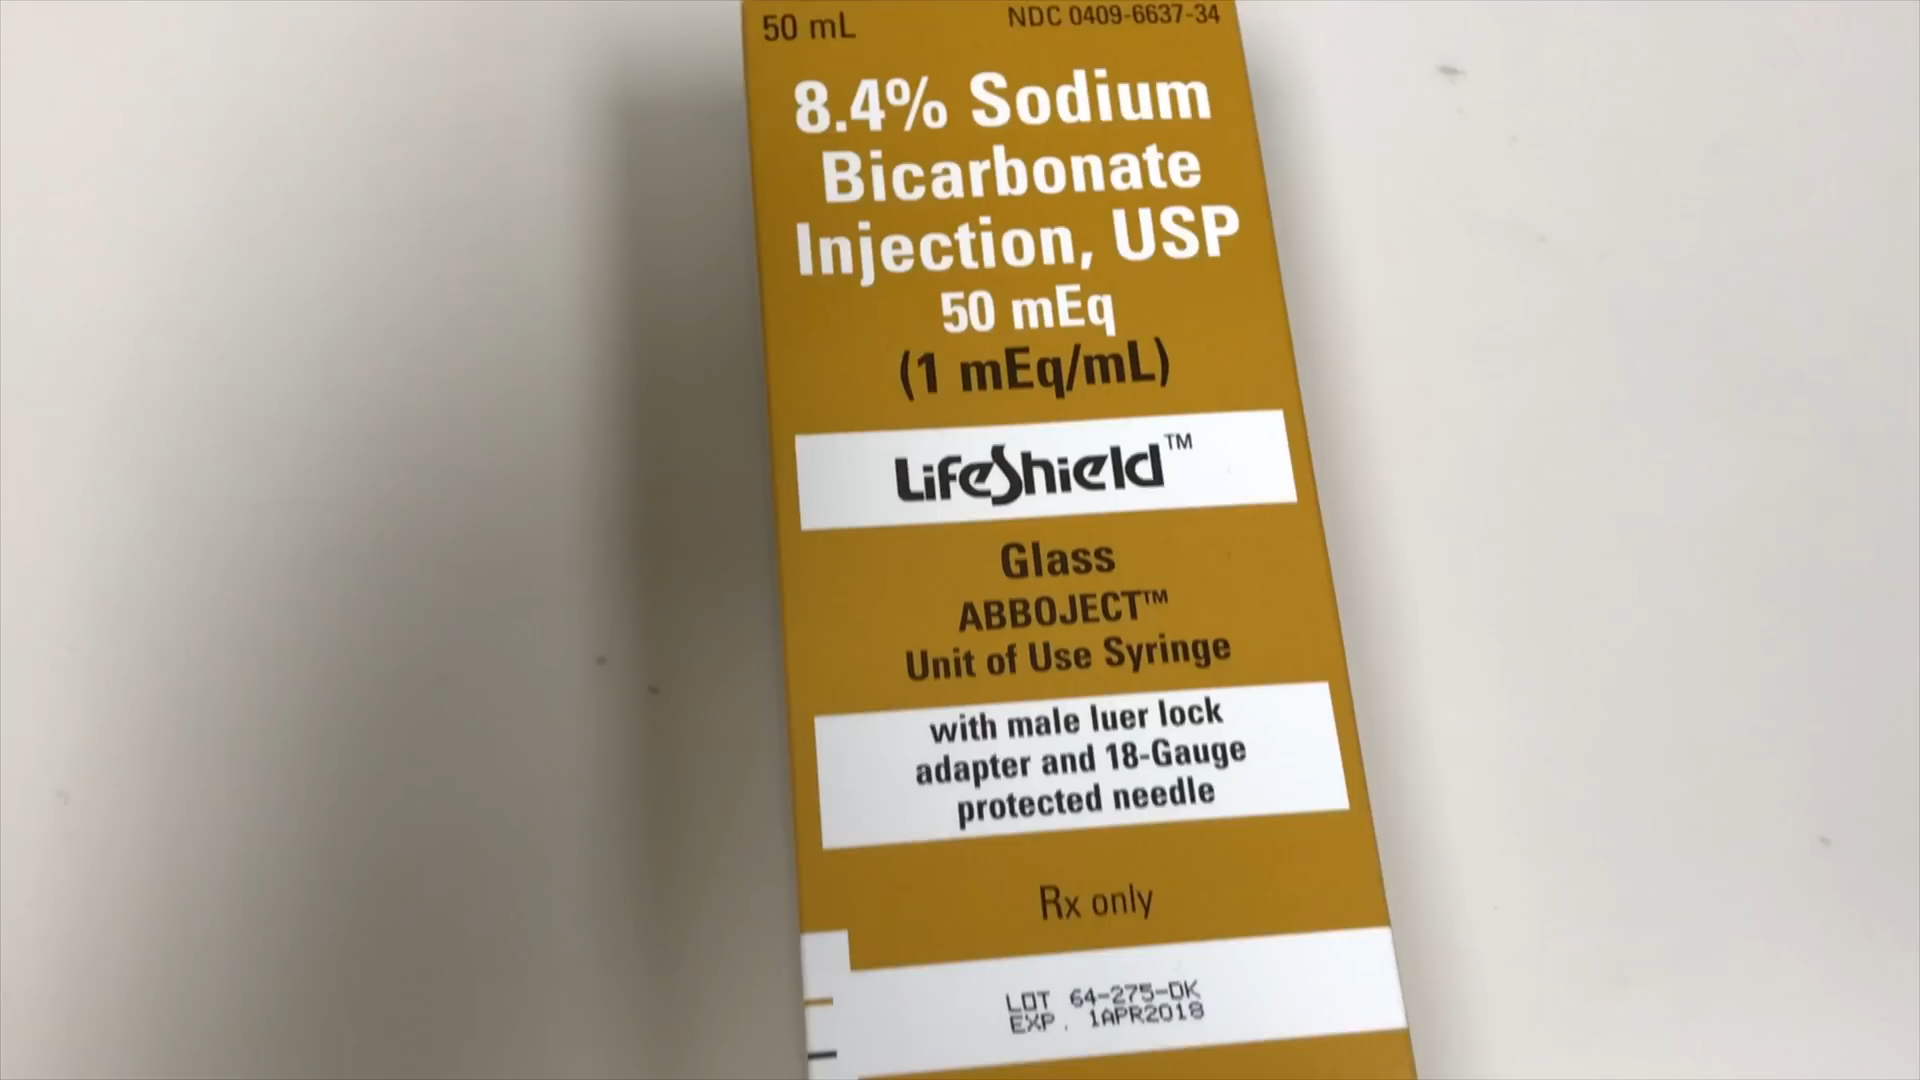 50 mL NDC 0409-6637-34
8.4% Sodium
Bicarbonate
Injection, USP
50 mEq
(1 mEq/mL)
LifeShield™
Glass
ABBOJECT™
Unit of Use Syringe
with male luer lock
adapter and 18-Gauge
protected needle
Rx only
LOT 64-275-DK
EXP. 1APR2018